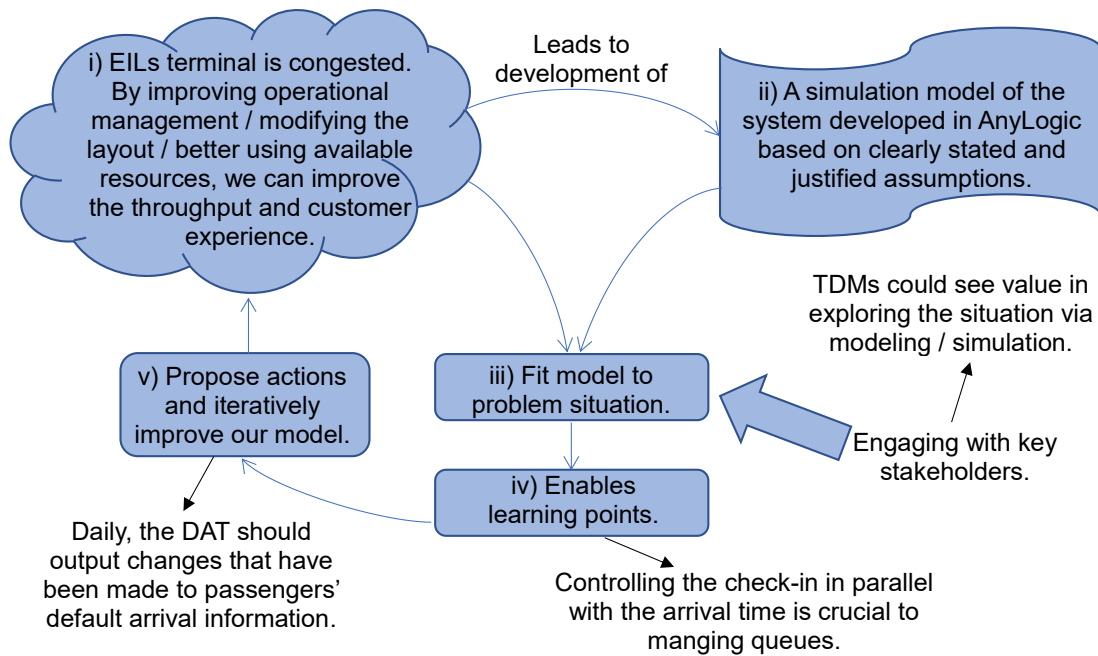 i) EILs terminal is congested.
By improving operational
management / modifying the
layout / better using available
resources, we can improve
the throughput and customer
experience.
Leads to
development of
ii) A simulation model of the
system developed in AnyLogic
based on clearly stated and
justified assumptions.
TDMs could see value in
exploring the situation via
modeling / simulation.
v) Propose actions
and iteratively
improve our model.
iii) Fit model to
problem situation.
Engaging with key
stakeholders.
iv) Enables
learning points.
Daily, the DAT should
output changes that have
been made to passengers’
default arrival information.
Controlling the check-in in parallel
with the arrival time is crucial to
manging queues.